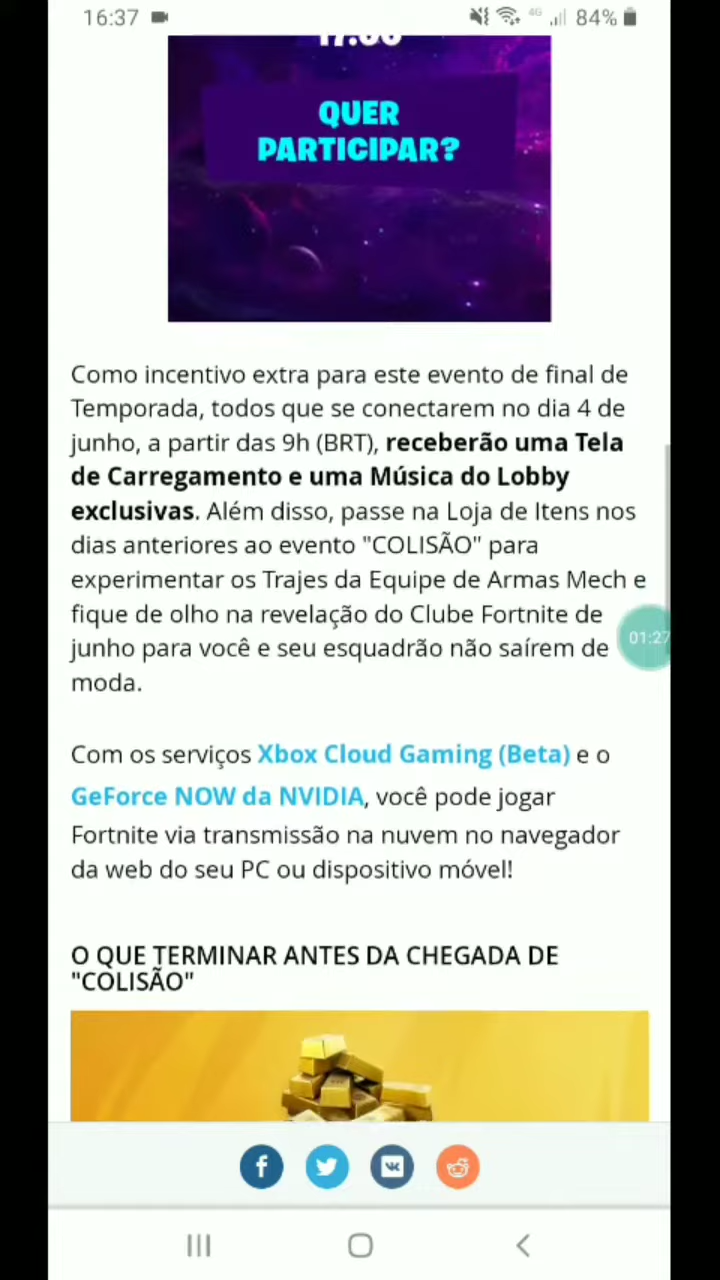 16:37
4G
84%
17:00
QUER
PARTICIPAR?
Como incentivo extra para este evento de final de
Temporada, todos que se conectarem no dia 4 de
junho, a partir das 9h (BRT), receberão uma Tela
de Carregamento e uma Música do Lobby
exclusivas. Além disso, passe na Loja de Itens nos
dias anteriores ao evento "COLISÃO" para
experimentar os Trajes da Equipe de Armas Mech e
fique de olho na revelação do Clube Fortnite de
junho para você e seu esquadrão não saírem de
01:27
moda.
Com os serviços Xbox Cloud Gaming (Beta) e o
GeForce NOW da NVIDIA, você pode jogar
Fortnite via transmissão na nuvem no navegador
da web do seu PC ou dispositivo móvel!
O QUE TERMINAR ANTES DA CHEGADA DE
"COLISÃO"